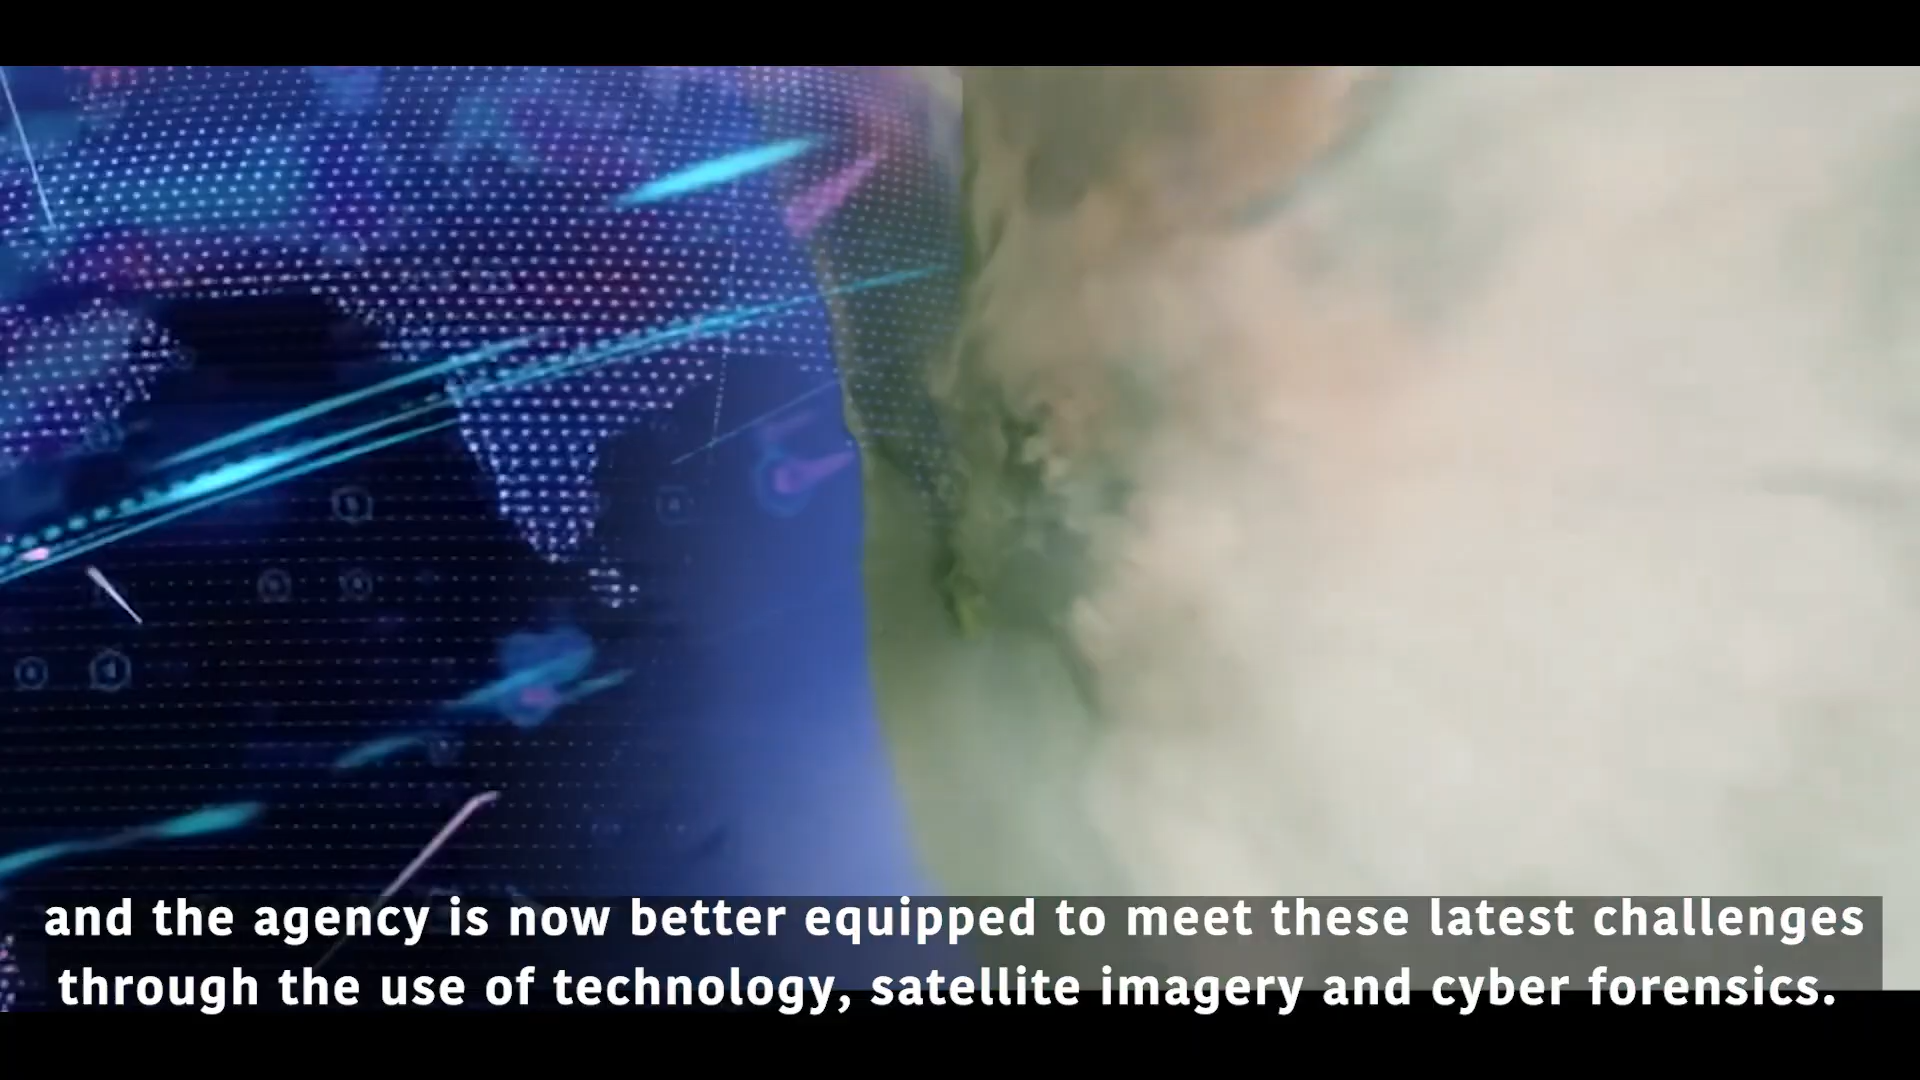 and the agency is now better equipped to meet these latest challenges
through the use of technology, satellite imagery and cyber forensics.